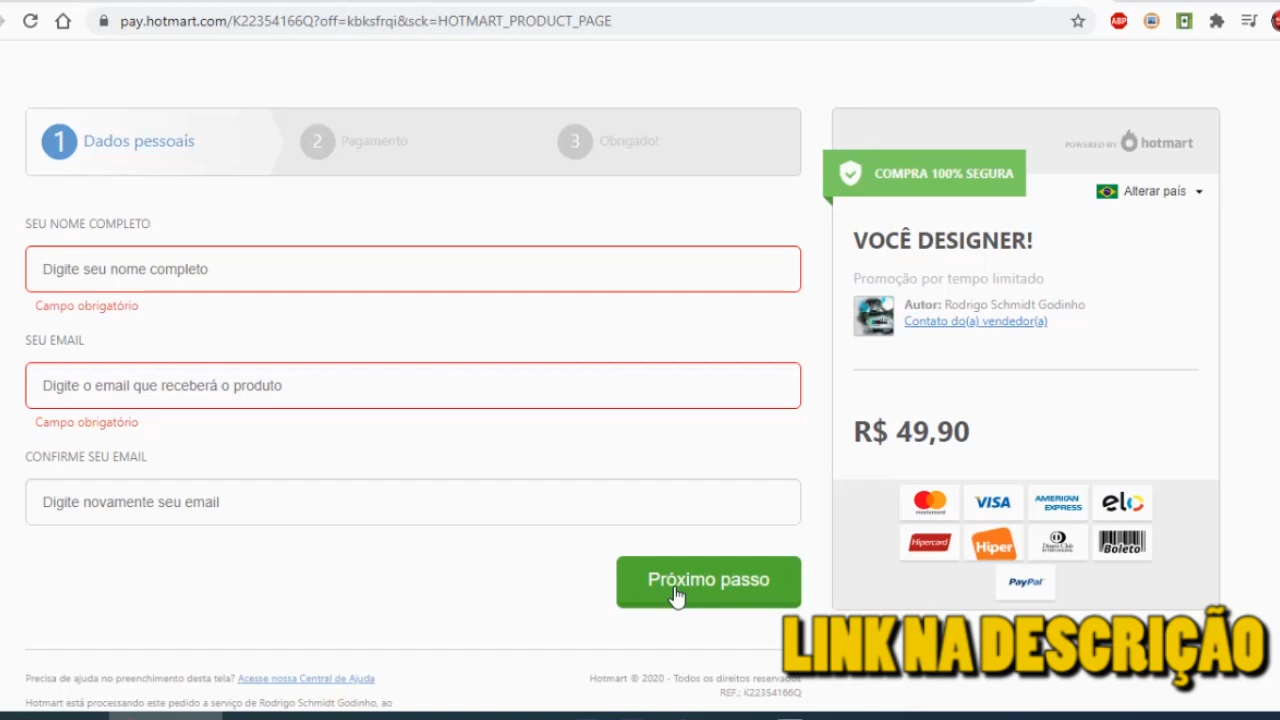 pay.hotmart.com/K22354166Q?off=kbksfrqi&sck=HOTMART_PRODUCT_PAGE
ABP
1 Dados pessoais
2 Pagamento
3 Obrigado!
SEU NOME COMPLETO
Digite seu nome completo
Campo obrigatório
SEU EMAIL
Digite o email que receberá o produto
Campo obrigatório
CONFIRME SEU EMAIL
Digite novamente seu email
Próximo passo
Precisa de ajuda no preenchimento desta tela? Acesse nossa Central de Ajuda
Hotmart está processando este pedido a serviço de Rodrigo Schmidt Godinho, ao
Hotmart © 2020 - Todos os direitos reservados
REF.: K22354166Q
POWERED BY hotmart
COMPRA 100% SEGURA
Alterar país
VOCÊ DESIGNER!
Promoção por tempo limitado
Autor: Rodrigo Schmidt Godinho
Contato do(a) vendedor(a)
R$ 49,90
mastercard
VISA
AMERICAN
EXPRESS
elo
Hipercard
Hiper
Diners Club
INTERNATIONAL
Boleto
PayPal
LINK NA DESCRIÇÃO